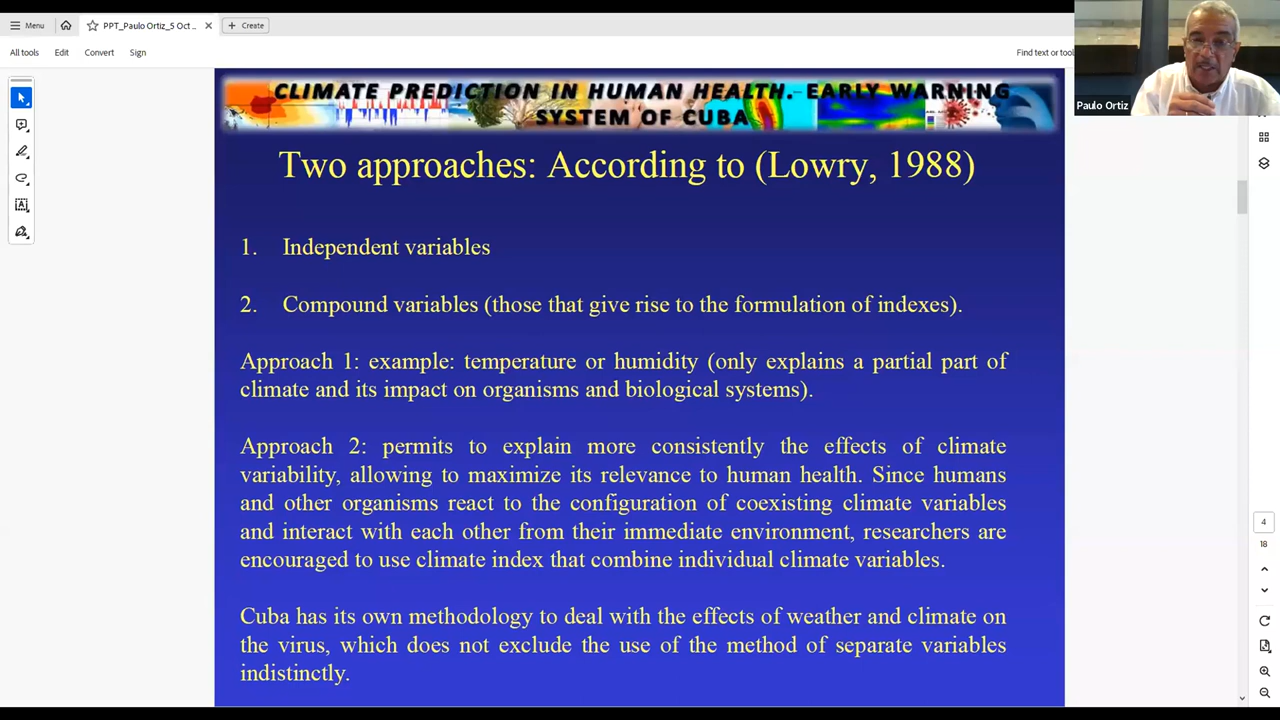 Menu
PPT_Paulo Ortiz_5 Oct ...
Create
All tools
Edit
Convert
Sign
Find text or tool
Paulo Ortiz
CLIMATE PREDICTION IN HUMAN HEALTH. EARLY WARNING
SYSTEM OF CUBA
Two approaches: According to (Lowry, 1988)
1. Independent variables
2. Compound variables (those that give rise to the formulation of indexes).
Approach 1: example: temperature or humidity (only explains a partial part of
climate and its impact on organisms and biological systems).
Approach 2: permits to explain more consistently the effects of climate
variability, allowing to maximize its relevance to human health. Since humans
and other organisms react to the configuration of coexisting climate variables
and interact with each other from their immediate environment, researchers are
encouraged to use climate index that combine individual climate variables.
Cuba has its own methodology to deal with the effects of weather and climate on
the virus, which does not exclude the use of the method of separate variables
indistinctly.
4
18